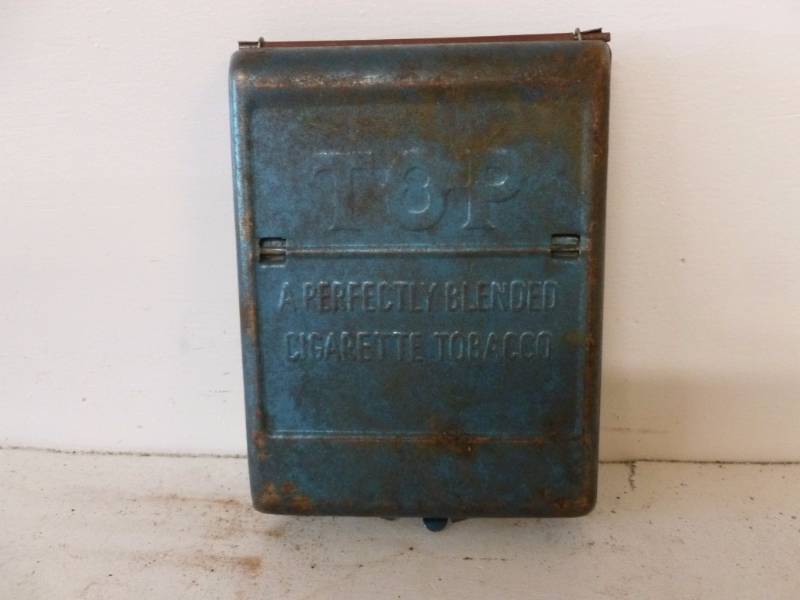 TOP
A PERFECTLY BLENDED
CIGARETTE TOBACCO